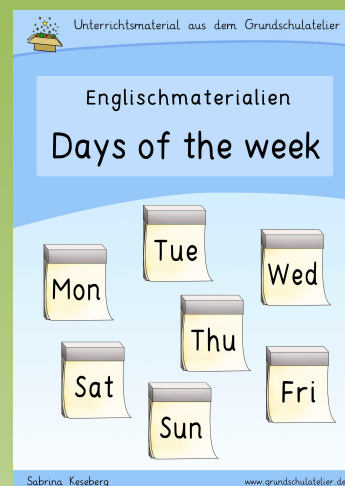 Unterrichtsmaterial aus dem Grundschulatelier
Englischmaterialien
Days of the week
Mon
Tue
Wed
Thu
Sat
Sun
Fri
Sabrina Keseberg
www.grundschulatelier.de